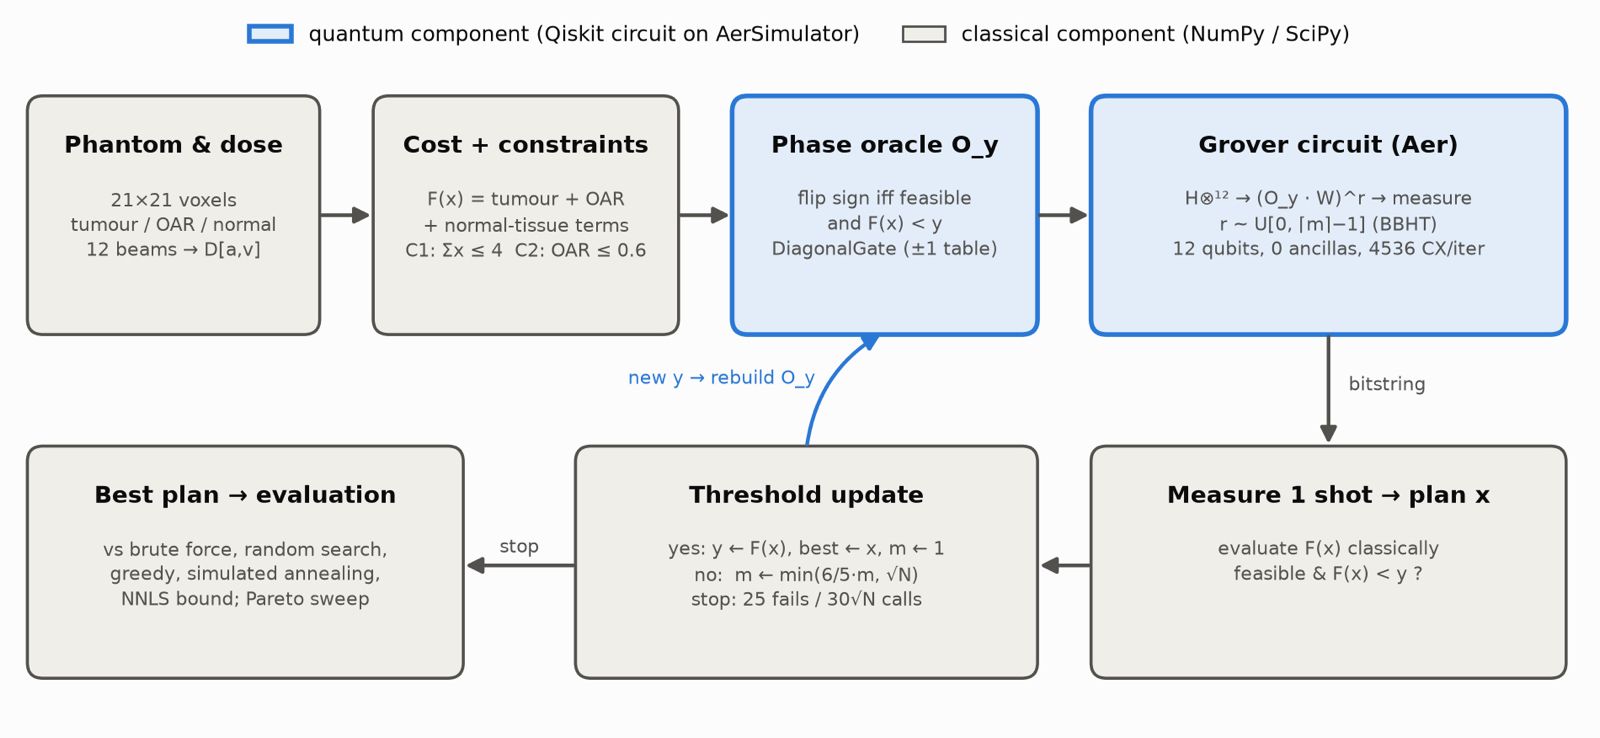 quantum component (Qiskit circuit on AerSimulator)
classical component (NumPy / SciPy)
Phantom & dose
21×21 voxels
tumour / OAR / normal
12 beams → D[a,v]
Cost + constraints
F(x) = tumour + OAR
+ normal-tissue terms
C1: Σx ≤ 4  C2: OAR ≤ 0.6
Phase oracle O_y
flip sign iff feasible
and F(x) < y
DiagonalGate (±1 table)
Grover circuit (Aer)
H⊗¹² → (O_y · W)^r → measure
r ~ U[0, ⌈m⌉−1] (BBHT)
12 qubits, 0 ancillas, 4536 CX/iter
new y → rebuild O_y
bitstring
Best plan → evaluation
vs brute force, random search,
greedy, simulated annealing,
NNLS bound; Pareto sweep
stop
Threshold update
yes: y ← F(x), best ← x, m ← 1
no:  m ← min(6/5·m, √N)
stop: 25 fails / 30√N calls
Measure 1 shot → plan x
evaluate F(x) classically
feasible & F(x) < y ?